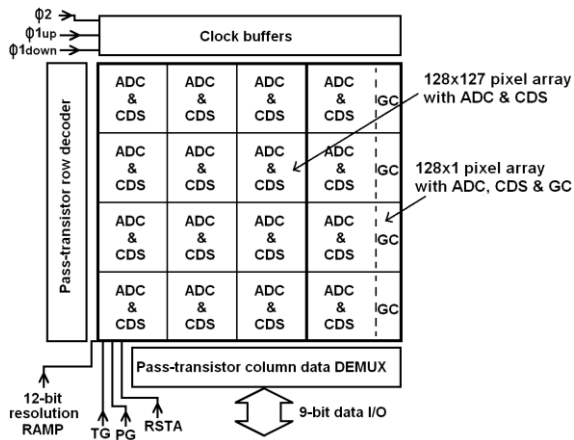 ϕ2
ϕ1up
ϕ1down
Clock buffers
Pass-transistor row decoder
ADC ADC ADC ADC
& & & & GC
CDS CDS CDS CDS
ADC ADC ADC ADC
& & & & GC
CDS CDS CDS CDS
ADC ADC ADC ADC
& & & & GC
CDS CDS CDS CDS
ADC ADC ADC ADC
& & & & GC
CDS CDS CDS CDS
128x127 pixel array
with ADC & CDS
128x1 pixel array
with ADC, CDS & GC
Pass-transistor column data DEMUX
12-bit
resolution
RAMP
TG PG RSTA
9-bit data I/O